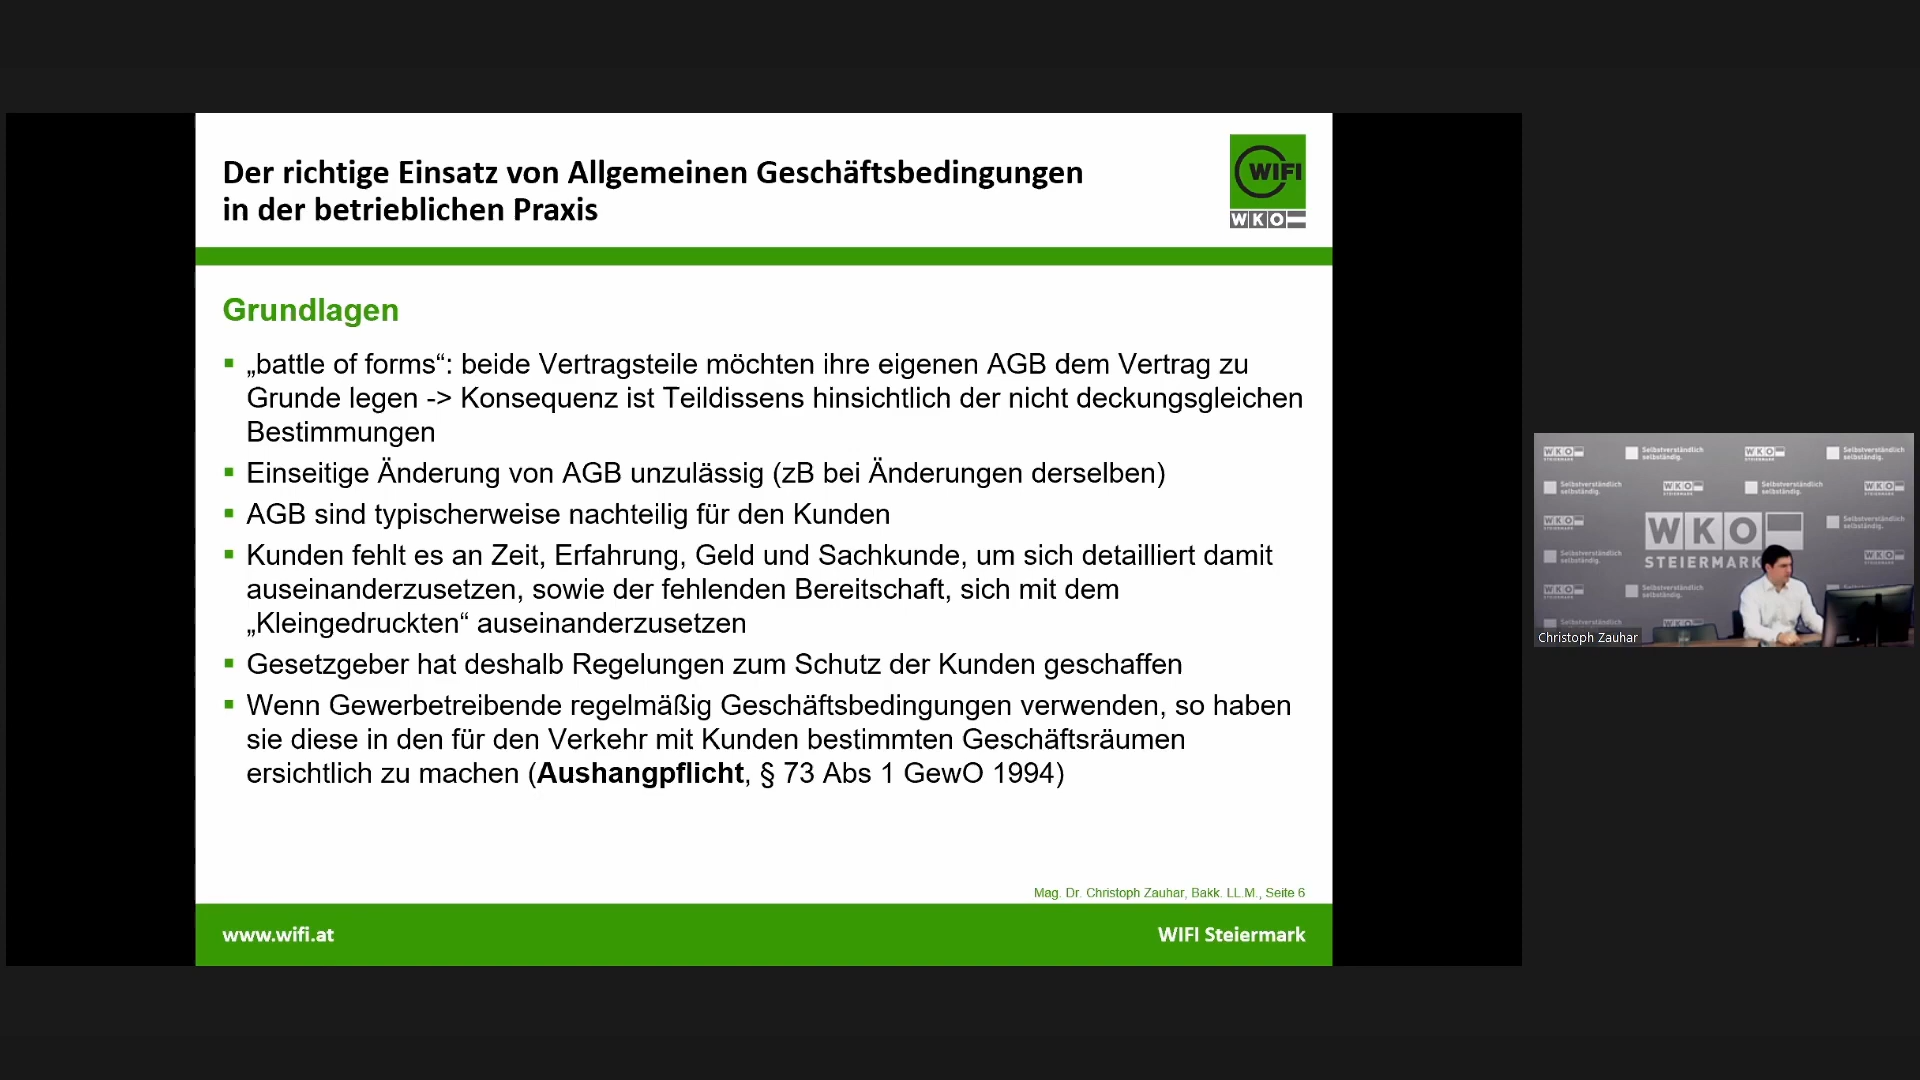 Der richtige Einsatz von Allgemeinen Geschäftsbedingungen
in der betrieblichen Praxis
WIFI
WKO
Grundlagen
▪ „battle of forms“: beide Vertragsteile möchten ihre eigenen AGB dem Vertrag zu
Grunde legen -> Konsequenz ist Teildissens hinsichtlich der nicht deckungsgleichen
Bestimmungen
▪ Einseitige Änderung von AGB unzulässig (zB bei Änderungen derselben)
▪ AGB sind typischerweise nachteilig für den Kunden
▪ Kunden fehlt es an Zeit, Erfahrung, Geld und Sachkunde, um sich detailliert damit
auseinanderzusetzen, sowie der fehlenden Bereitschaft, sich mit dem
„Kleingedruckten“ auseinanderzusetzen
▪ Gesetzgeber hat deshalb Regelungen zum Schutz der Kunden geschaffen
▪ Wenn Gewerbetreibende regelmäßig Geschäftsbedingungen verwenden, so haben
sie diese in den für den Verkehr mit Kunden bestimmten Geschäftsräumen
ersichtlich zu machen (Aushangpflicht, § 73 Abs 1 GewO 1994)
Mag. Dr. Christoph Zauhar, Bakk. LL.M., Seite 6
www.wifi.at
WIFI Steiermark
WKO
Selbstverständlich
selbständig.
WKO
STEIERMARK
Christoph Zauhar